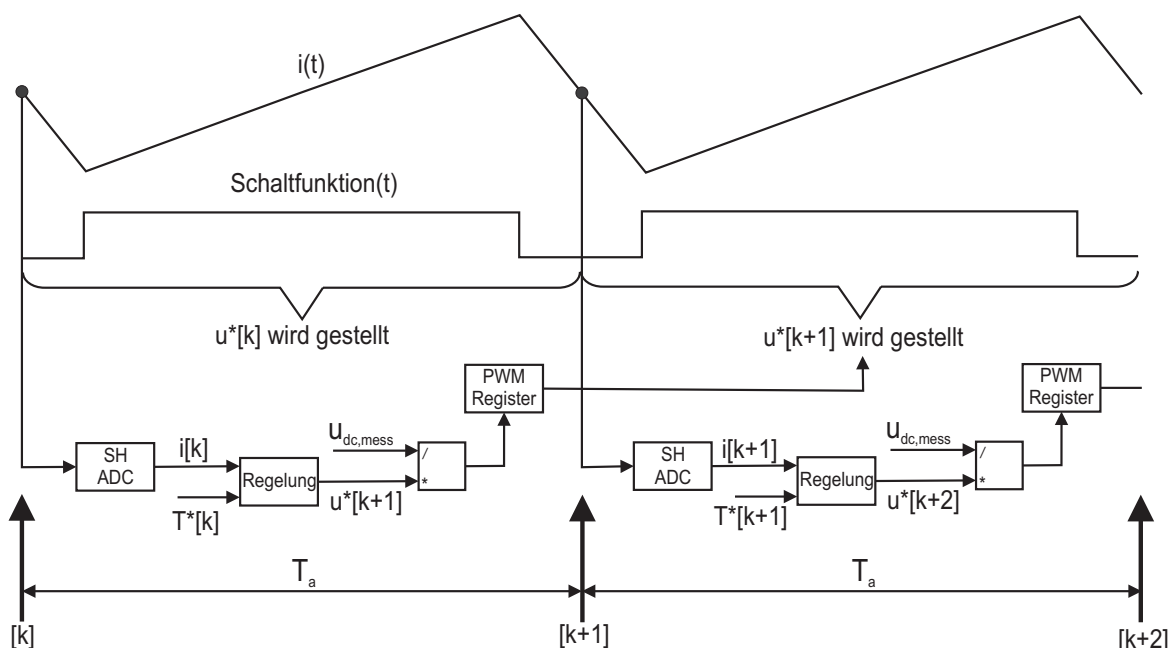 i(t)
Schaltfunktion(t)
u*[k] wird gestellt
u*[k+1] wird gestellt
PWM
Register
PWM
Register
u_dc,mess
/
*
u_dc,mess
/
*
SH
ADC
i[k]
T*[k]
Regelung
u*[k+1]
SH
ADC
i[k+1]
T*[k+1]
Regelung
u*[k+2]
T_a
T_a
[k]
[k+1]
[k+2]